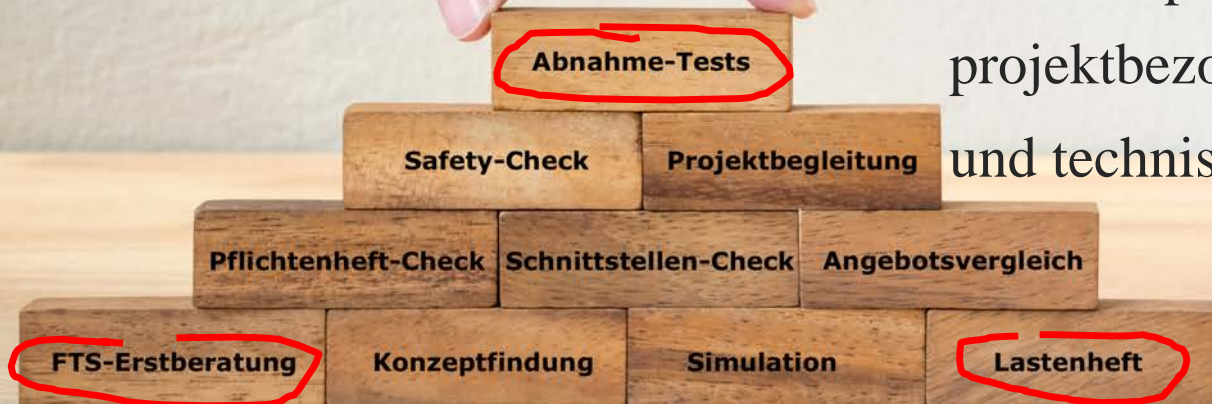 Abnahme-Tests
projektbezo
Safety-Check Projektbegleitung
und technis
Pflichtenheft-Check Schnittstellen-Check Angebotsvergleich
FTS-Erstberatung Konzeptfindung Simulation Lastenheft